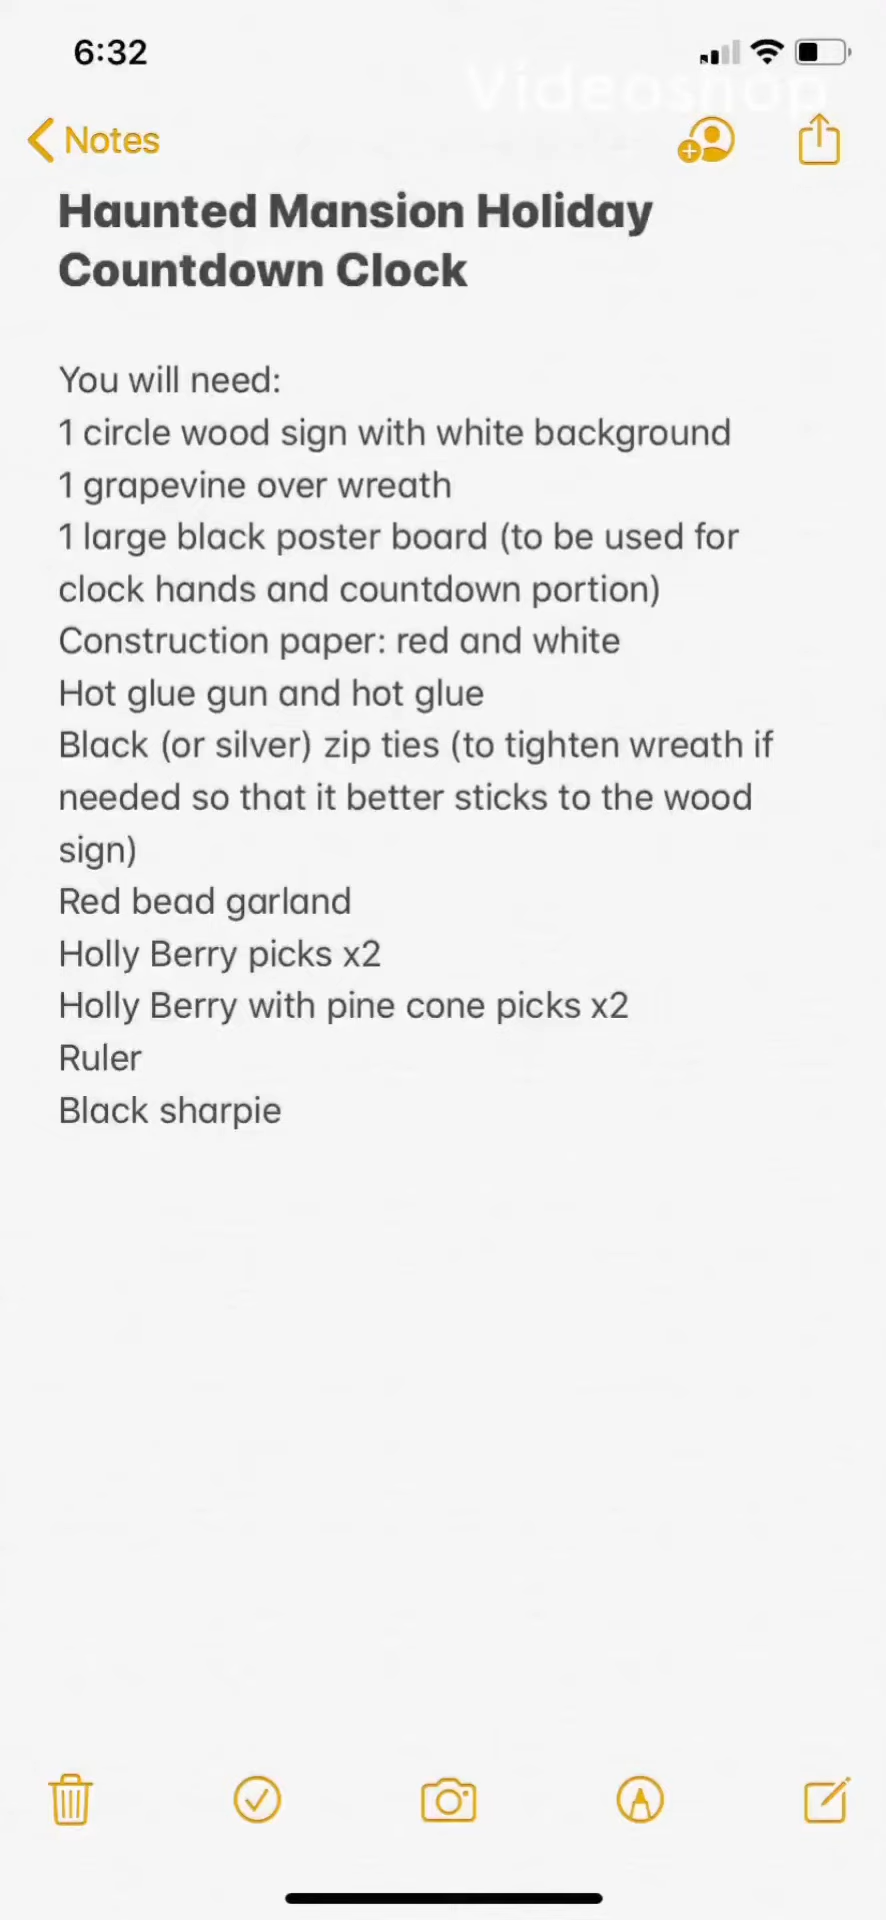 6:32
Videoshop
Notes
Haunted Mansion Holiday
Countdown Clock
You will need:
1 circle wood sign with white background
1 grapevine over wreath
1 large black poster board (to be used for
clock hands and countdown portion)
Construction paper: red and white
Hot glue gun and hot glue
Black (or silver) zip ties (to tighten wreath if
needed so that it better sticks to the wood
sign)
Red bead garland
Holly Berry picks x2
Holly Berry with pine cone picks x2
Ruler
Black sharpie